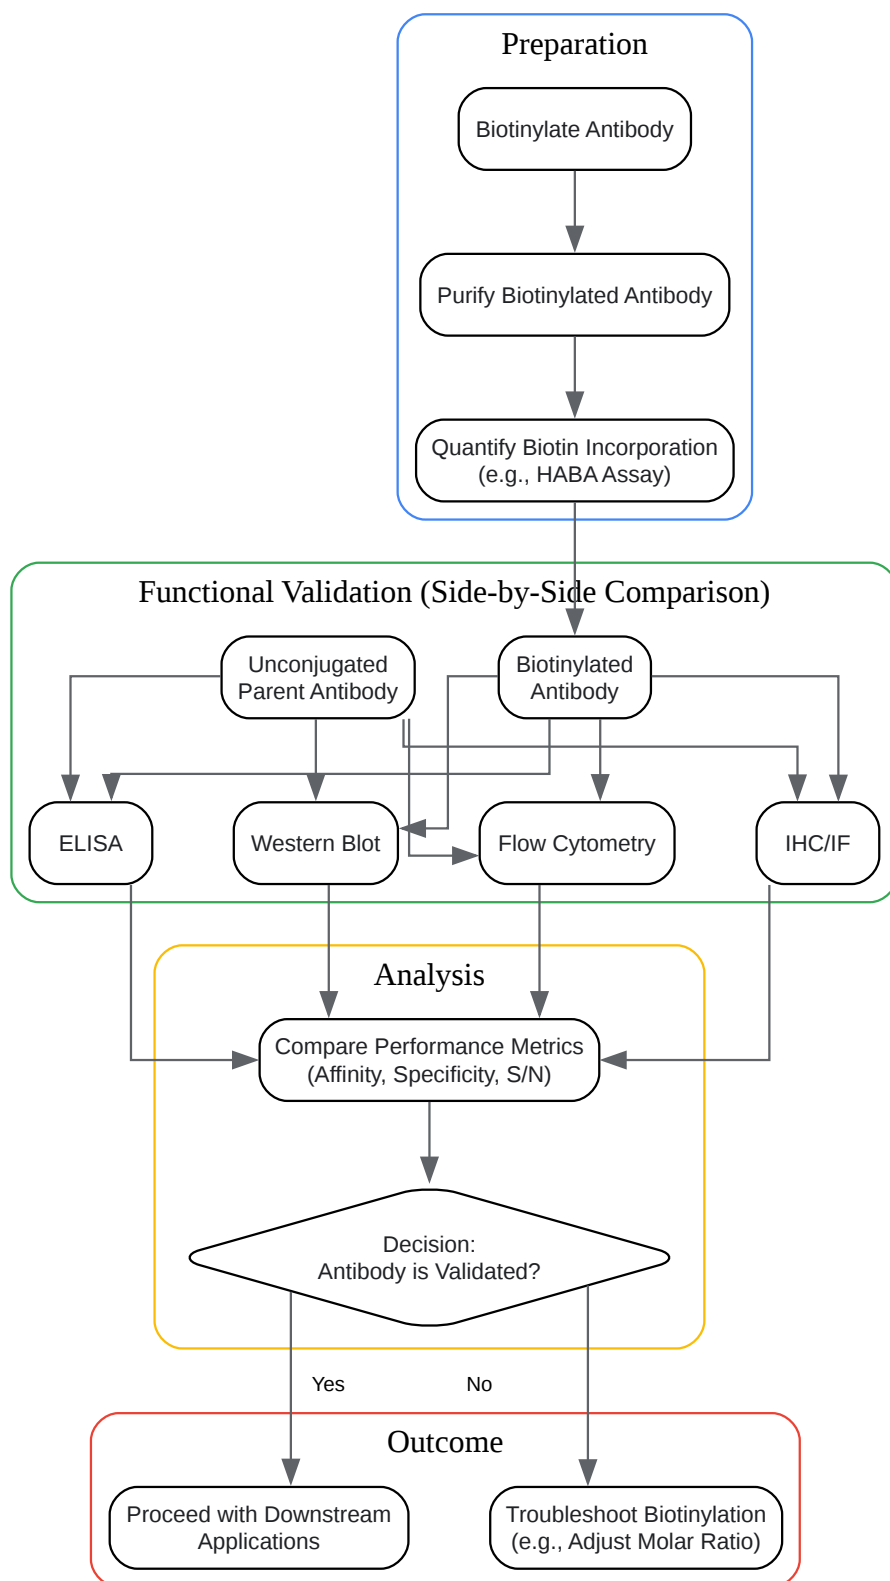 Preparation
Biotinylate Antibody
Purify Biotinylated Antibody
Quantify Biotin Incorporation
(e.g., HABA Assay)
Functional Validation (Side-by-Side Comparison)
Unconjugated
Parent Antibody
Biotinylated
Antibody
ELISA
Western Blot
Flow Cytometry
IHC/IF
Analysis
Compare Performance Metrics
(Affinity, Specificity, S/N)
Decision:
Antibody is Validated?
Yes
No
Outcome
Proceed with Downstream
Applications
Troubleshoot Biotinylation
(e.g., Adjust Molar Ratio)